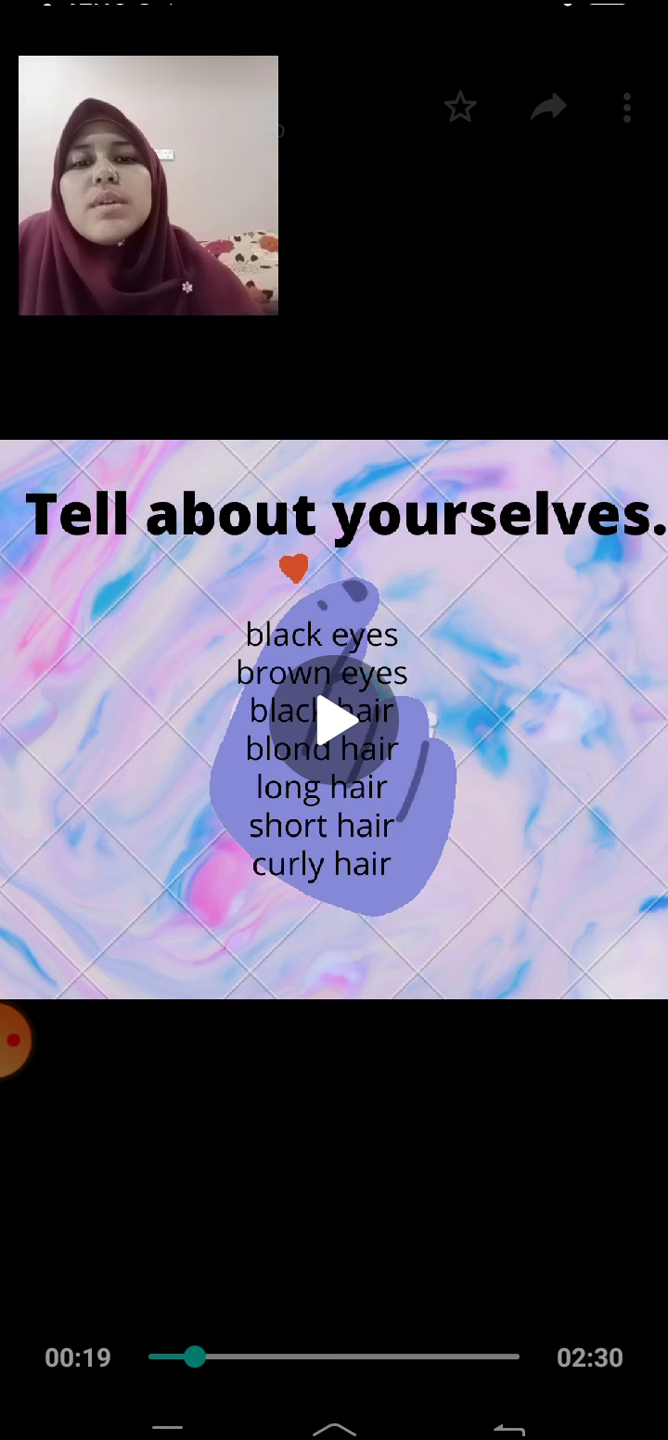 Tell about yourselves.
black eyes
brown eyes
black hair
blond hair
long hair
short hair
curly hair
00:19
02:30